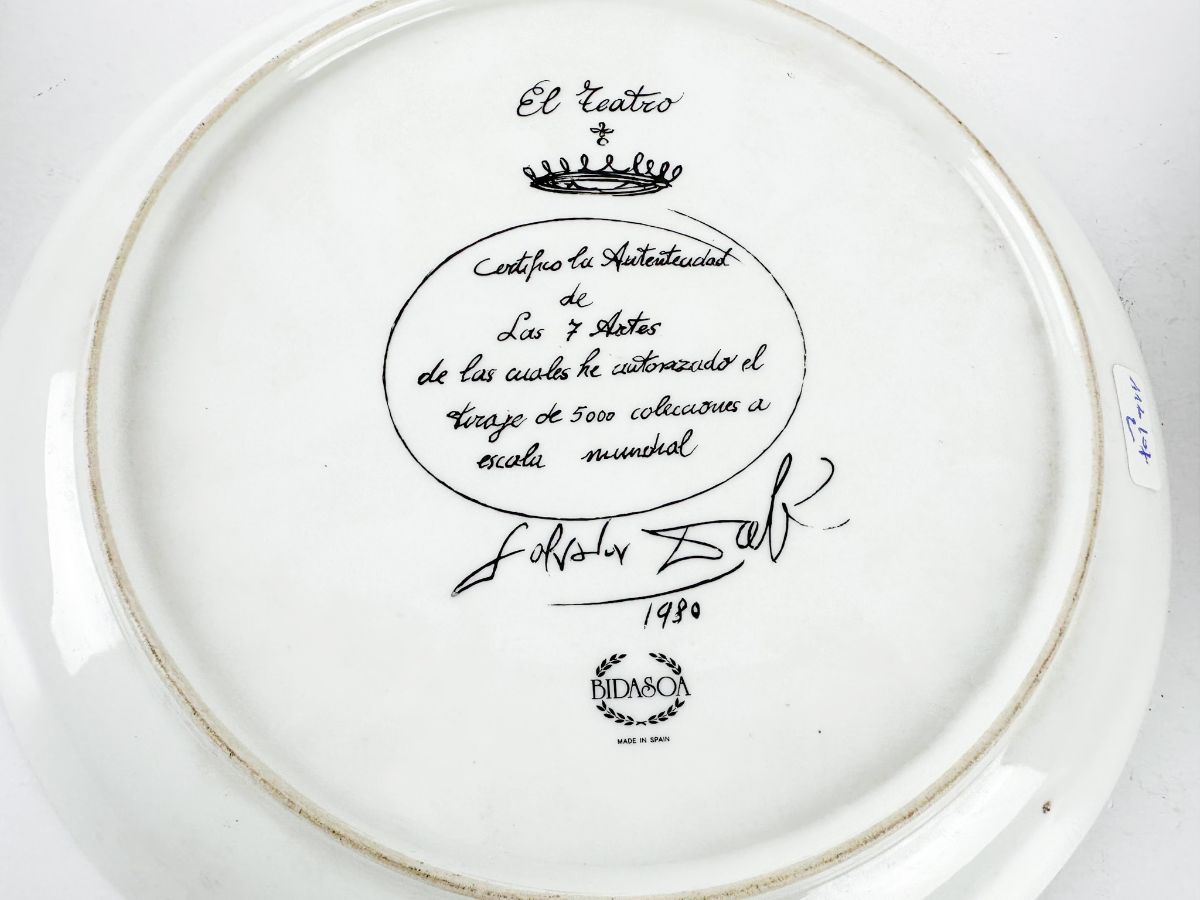 El Teatro
Certifico la Autenticidad
de
Las 7 Artes
de las cuales he autorizado el
tiraje de 5000 colecciones a
escala mundial
Salvador Dalí
1980
BIDASOA
MADE IN SPAIN